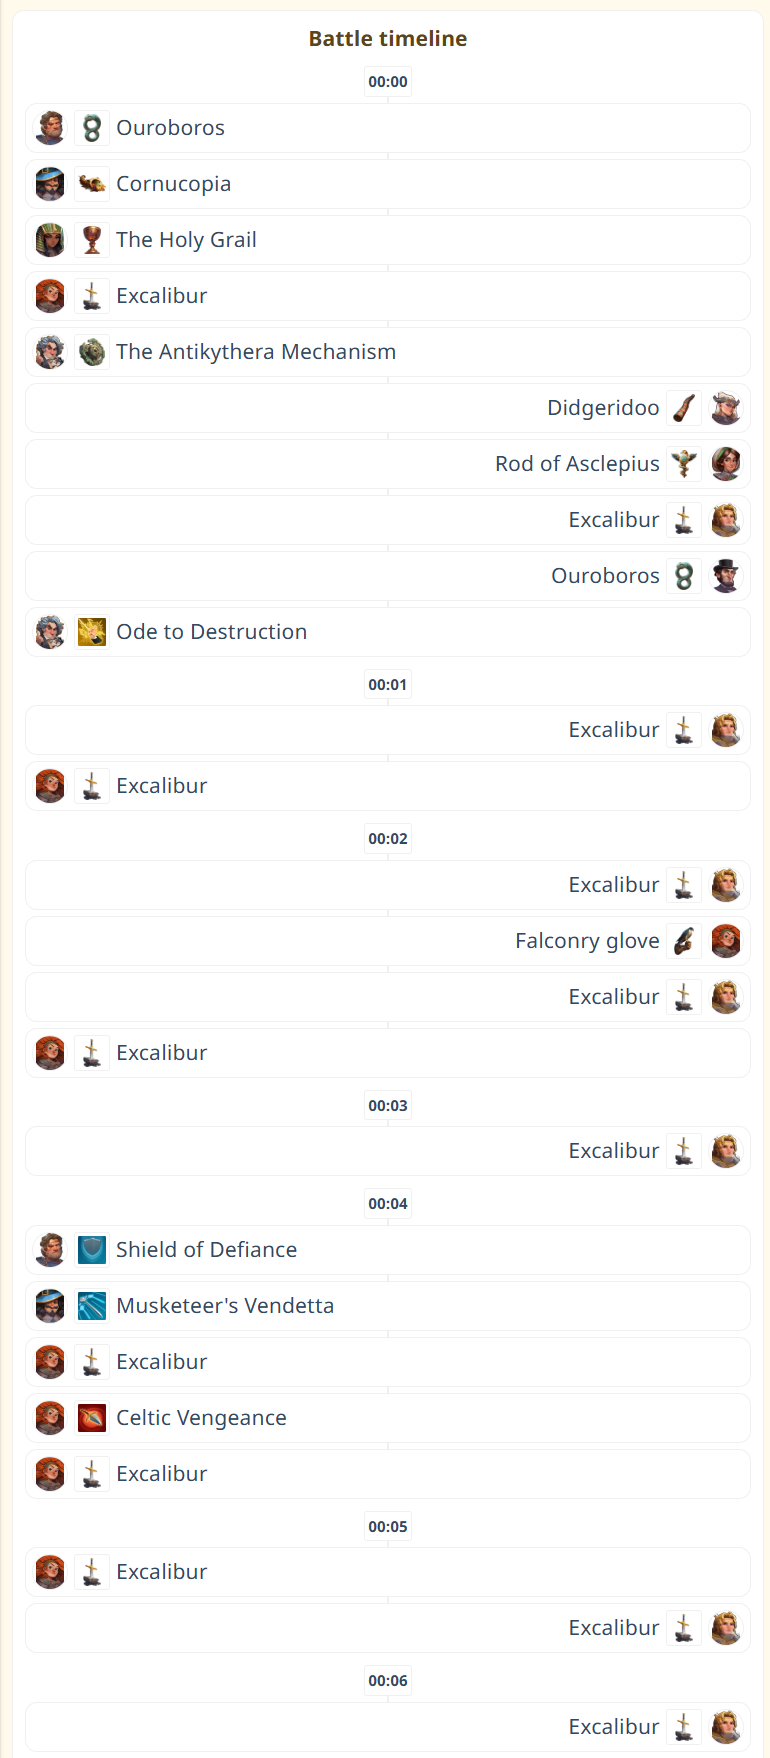 Battle timeline
00:00
Ouroboros
Cornucopia
The Holy Grail
Excalibur
The Antikythera Mechanism
Didgeridoo
Rod of Asclepius
Excalibur
Ouroboros
Ode to Destruction
00:01
Excalibur
Excalibur
00:02
Excalibur
Falconry glove
Excalibur
Excalibur
00:03
Excalibur
00:04
Shield of Defiance
Musketeer's Vendetta
Excalibur
Celtic Vengeance
Excalibur
00:05
Excalibur
Excalibur
00:06
Excalibur